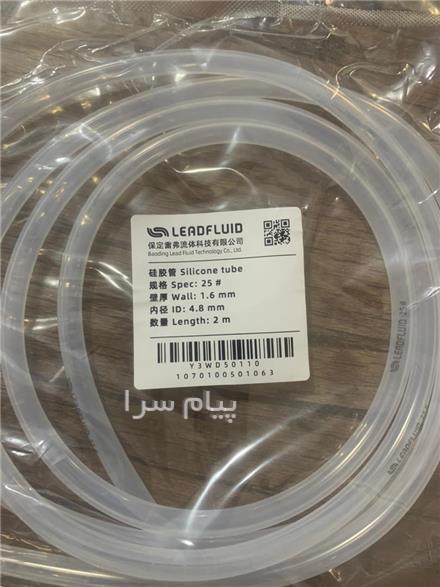 LEADFLUID
保定雷弗流体科技有限公司
Baoding Lead Fluid Technology Co., Ltd.
硅胶管 Silicone tube
规格 Spec: 25 #
壁厚 Wall: 1.6 mm
内径 ID: 4.8 mm
数量 Length: 2 m
Y3WD50110
1070100501063
LEADFLUID 25 #
LEADFLUID
پیام سرا